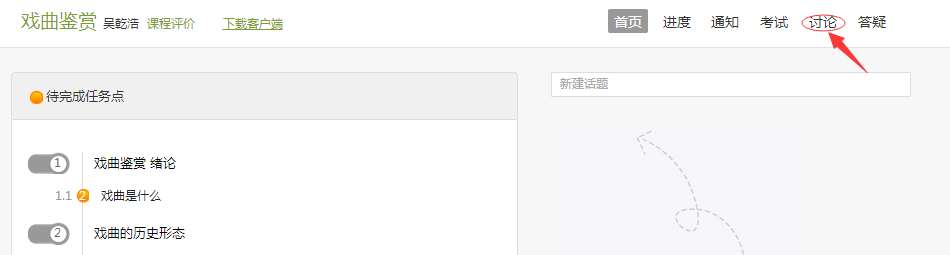 戏曲鉴赏 吴乾浩 课程评价 下载客户端 首页 进度 通知 考试 讨论 答疑
待完成任务点
新建话题
1 戏曲鉴赏 绪论
1.1 2 戏曲是什么
2 戏曲的历史形态